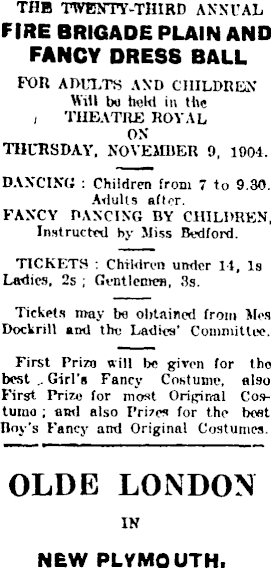 THE TWENTY-THIRD ANNUAL
FIRE BRIGADE PLAIN AND
FANCY DRESS BALL
FOR ADULTS AND CHILDREN
Will be held in the
THEATRE ROYAL
ON
THURSDAY, NOVEMBER 9, 1904.
DANCING : Children from 7 to 9.30.
Adults after.
FANCY DANCING BY CHILDREN,
Instructed by Miss Bedford.
TICKETS : Children under 14, 1s
Ladies, 2s ; Gentlemen, 3s.
Tickets may be obtained from Mes
Dockrill and the Ladies' Committee.
First Prize will be given for the
best Girl's Fancy Costume, also
First Prize for most Original Cos-
tume ; and also Prizes for the best
Boy's Fancy and Original Costumes.
OLDE LONDON
IN
NEW PLYMOUTH.